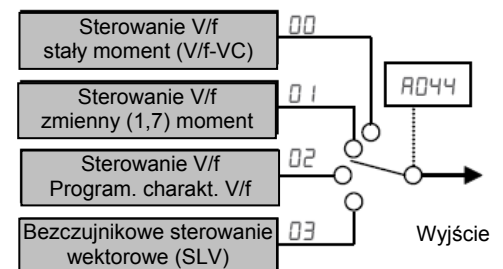 Sterowanie V/f
stały moment (V/f-VC)
00
A044
Sterowanie V/f
zmienny (1,7) moment
01
Sterowanie V/f
Program. charakt. V/f
02
Bezczujnikowe sterowanie
wektorowe (SLV)
03
Wyjście